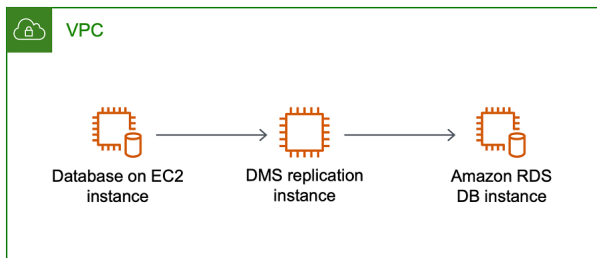 VPC
Database on EC2
instance
DMS replication
instance
Amazon RDS
DB instance